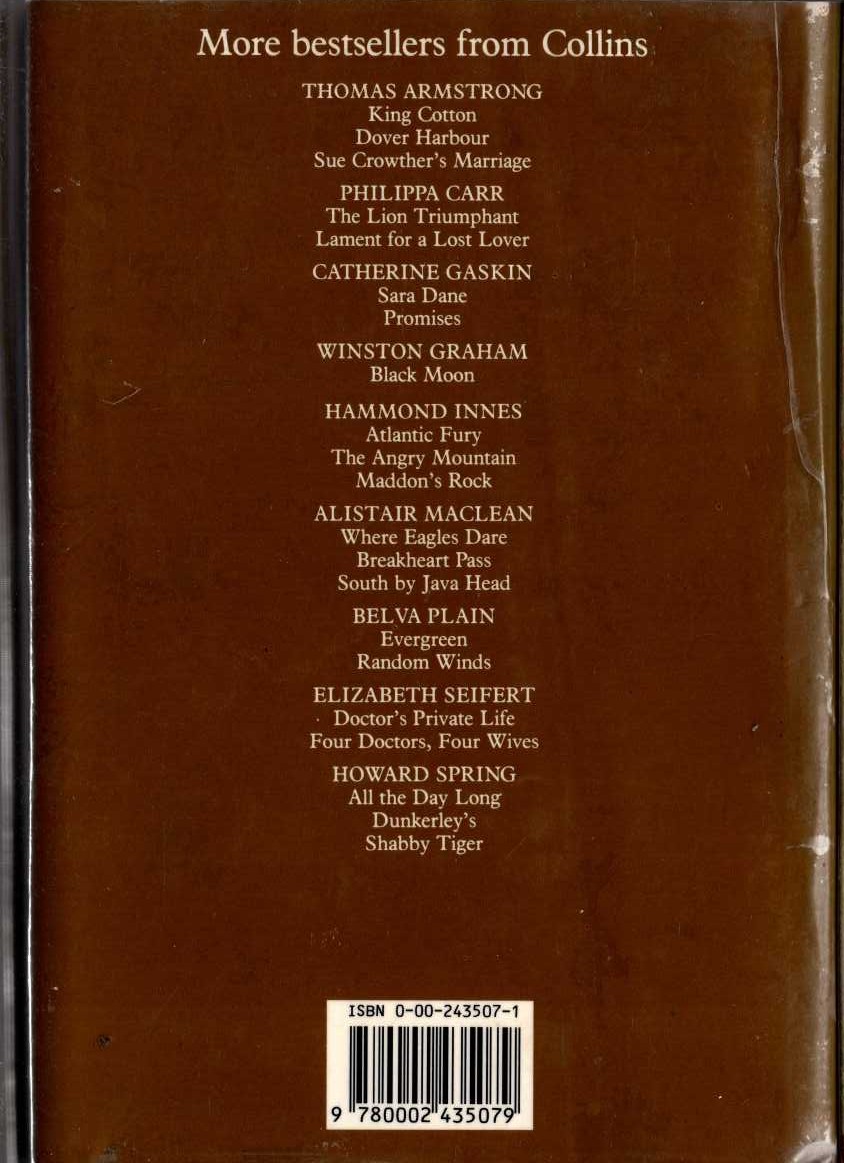 More bestsellers from Collins
THOMAS ARMSTRONG
King Cotton
Dover Harbour
Sue Crowther's Marriage
PHILIPPA CARR
The Lion Triumphant
Lament for a Lost Lover
CATHERINE GASKIN
Sara Dane
Promises
WINSTON GRAHAM
Black Moon
HAMMOND INNES
Atlantic Fury
The Angry Mountain
Maddon's Rock
ALISTAIR MACLEAN
Where Eagles Dare
Breakheart Pass
South by Java Head
BELVA PLAIN
Evergreen
Random Winds
ELIZABETH SEIFERT
Doctor's Private Life
Four Doctors, Four Wives
HOWARD SPRING
All the Day Long
Dunkerley's
Shabby Tiger
ISBN 0-00-243507-1
9 780002 435079